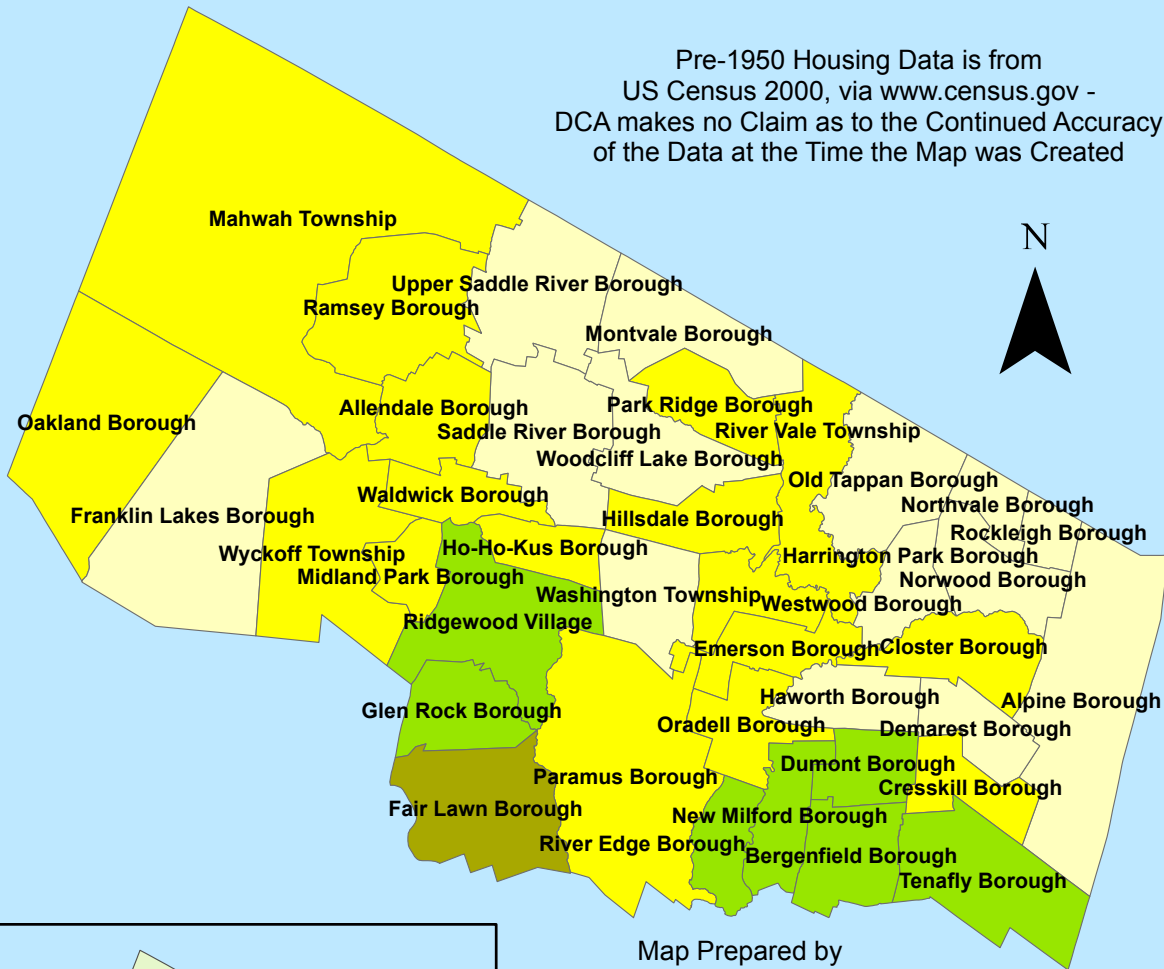 Pre-1950 Housing Data is from
US Census 2000, via www.census.gov -
DCA makes no Claim as to the Continued Accuracy
of the Data at the Time the Map was Created
N
Mahwah Township
Upper Saddle River Borough
Ramsey Borough
Montvale Borough
Allendale Borough
Park Ridge Borough
Oakland Borough
Saddle River Borough
River Vale Township
Woodcliff Lake Borough
Old Tappan Borough
Waldwick Borough
Northvale Borough
Franklin Lakes Borough
Hillsdale Borough
Rockleigh Borough
Wyckoff Township
Ho-Ho-Kus Borough
Harrington Park Borough
Midland Park Borough
Norwood Borough
Washington Township
Westwood Borough
Ridgewood Village
Emerson Borough
Closter Borough
Haworth Borough
Alpine Borough
Glen Rock Borough
Oradell Borough
Demarest Borough
Dumont Borough
Paramus Borough
Cresskill Borough
Fair Lawn Borough
New Milford Borough
River Edge Borough
Bergenfield Borough
Tenafly Borough
Map Prepared by